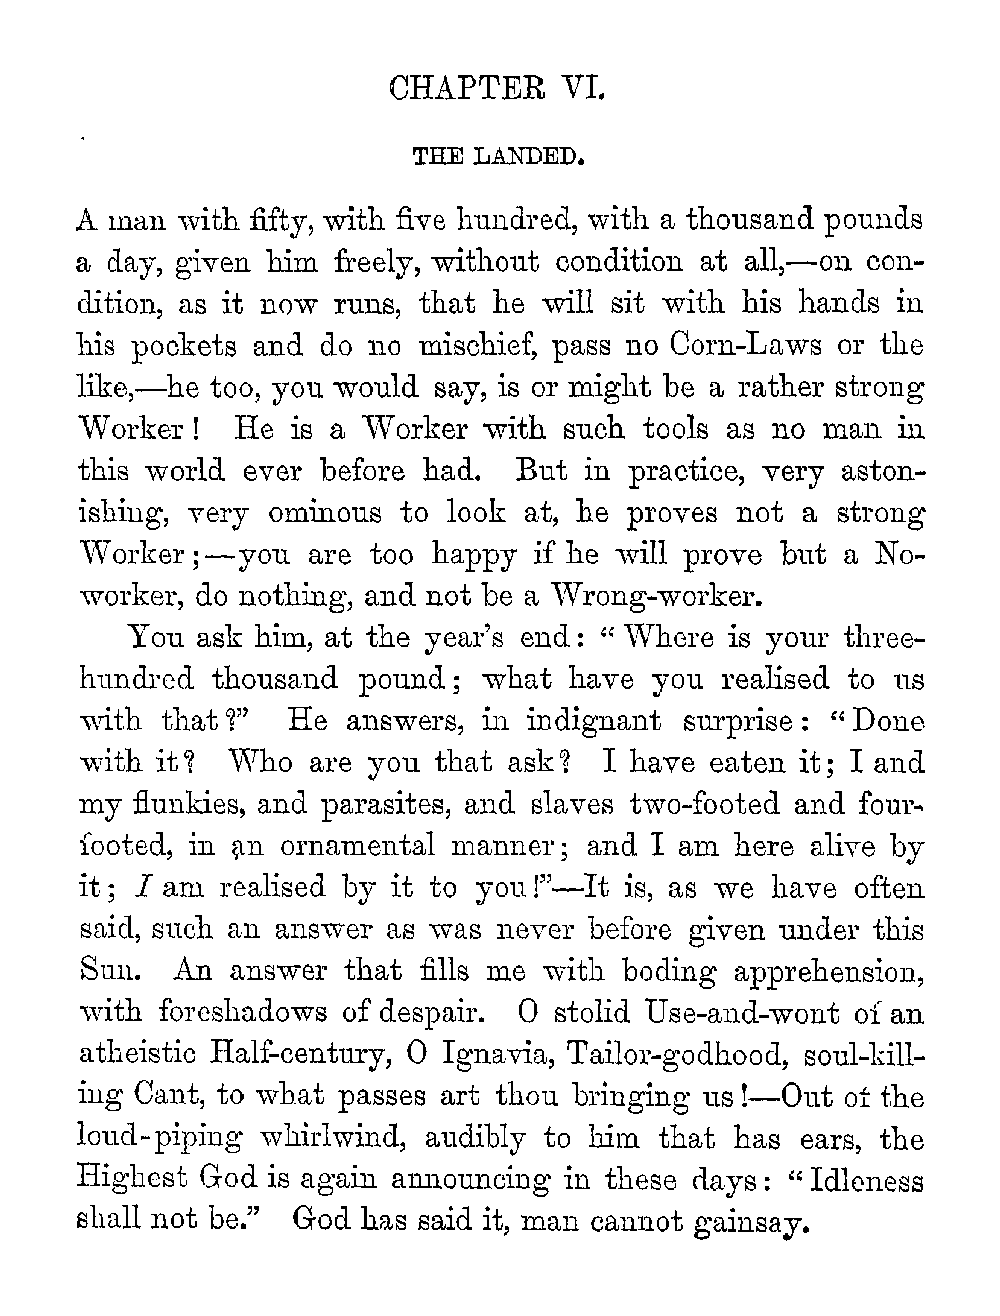 CHAPTER VI.
THE LANDED.
A man with fifty, with five hundred, with a thousand pounds
a day, given him freely, without condition at all,—on con-
dition, as it now runs, that he will sit with his hands in
his pockets and do no mischief, pass no Corn-Laws or the
like,—he too, you would say, is or might be a rather strong
Worker! He is a Worker with such tools as no man in
this world ever before had. But in practice, very aston-
ishing, very ominous to look at, he proves not a strong
Worker;—you are too happy if he will prove but a No-
worker, do nothing, and not be a Wrong-worker.
You ask him, at the year's end: “Where is your three-
hundred thousand pound; what have you realised to us
with that?” He answers, in indignant surprise: “Done
with it? Who are you that ask? I have eaten it; I and
my flunkies, and parasites, and slaves two-footed and four-
footed, in an ornamental manner; and I am here alive by
it; I am realised by it to you!”—It is, as we have often
said, such an answer as was never before given under this
Sun. An answer that fills me with boding apprehension,
with foreshadows of despair. O stolid Use-and-wont of an
atheistic Half-century, O Ignavia, Tailor-godhood, soul-kill-
ing Cant, to what passes art thou bringing us!—Out of the
loud-piping whirlwind, audibly to him that has ears, the
Highest God is again announcing in these days: “Idleness
shall not be.” God has said it, man cannot gainsay.